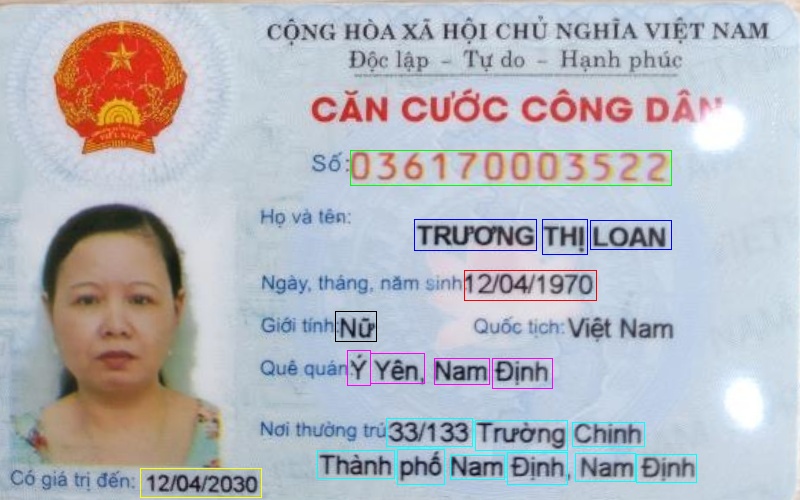 CỘNG HÒA XÃ HỘI CHỦ NGHĨA VIỆT NAM
Độc lập - Tự do - Hạnh phúc
CĂN CƯỚC CÔNG DÂN
Số: 036170003522
Họ và tên:
TRƯƠNG THỊ LOAN
Ngày, tháng, năm sinh: 12/04/1970
Giới tính: Nữ Quốc tịch: Việt Nam
Quê quán: Ý Yên, Nam Định
Nơi thường trú: 33/133 Trường Chinh
Thành phố Nam Định, Nam Định
Có giá trị đến: 12/04/2030